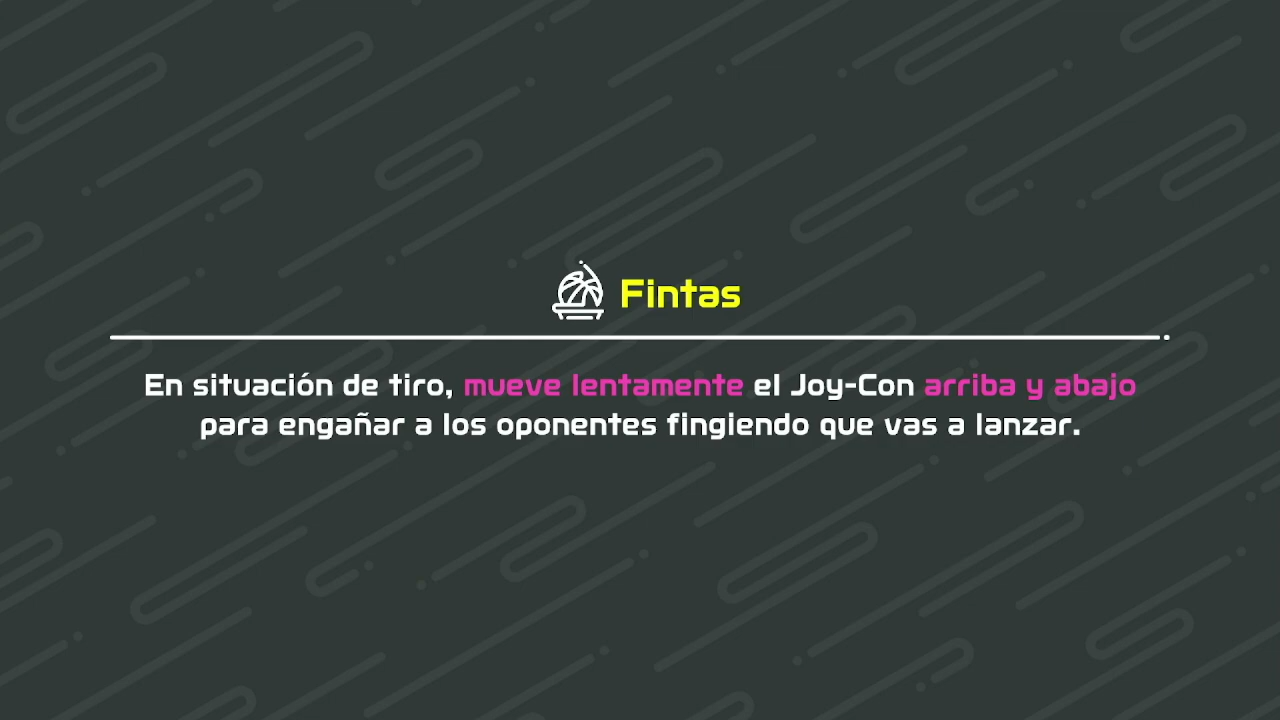 Fintas
En situación de tiro, mueve lentamente el Joy-Con arriba y abajo
para engañar a los oponentes fingiendo que vas a lanzar.